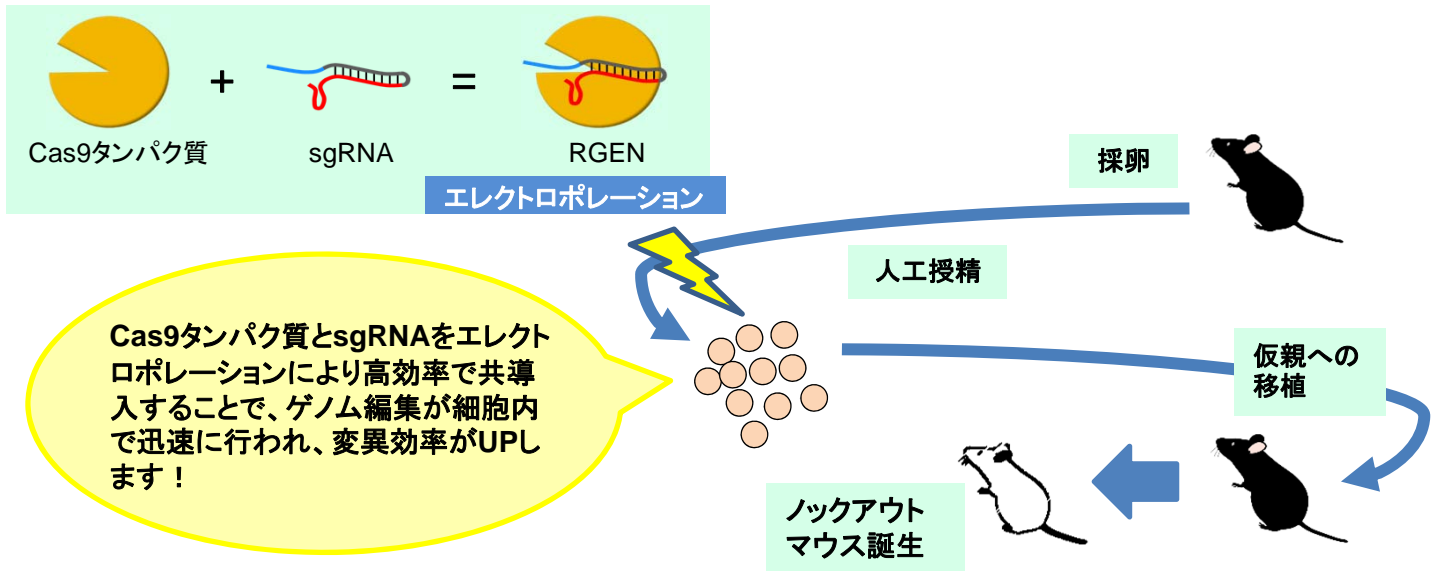 +
=
Cas9タンパク質
sgRNA
RGEN
エレクトロポレーション
採卵
人工授精
Cas9タンパク質とsgRNAをエレクト
ロポレーションにより高効率で共導
入することで、ゲノム編集が細胞内
で迅速に行われ、変異効率がUPし
ます！
仮親への
移植
ノックアウト
マウス誕生